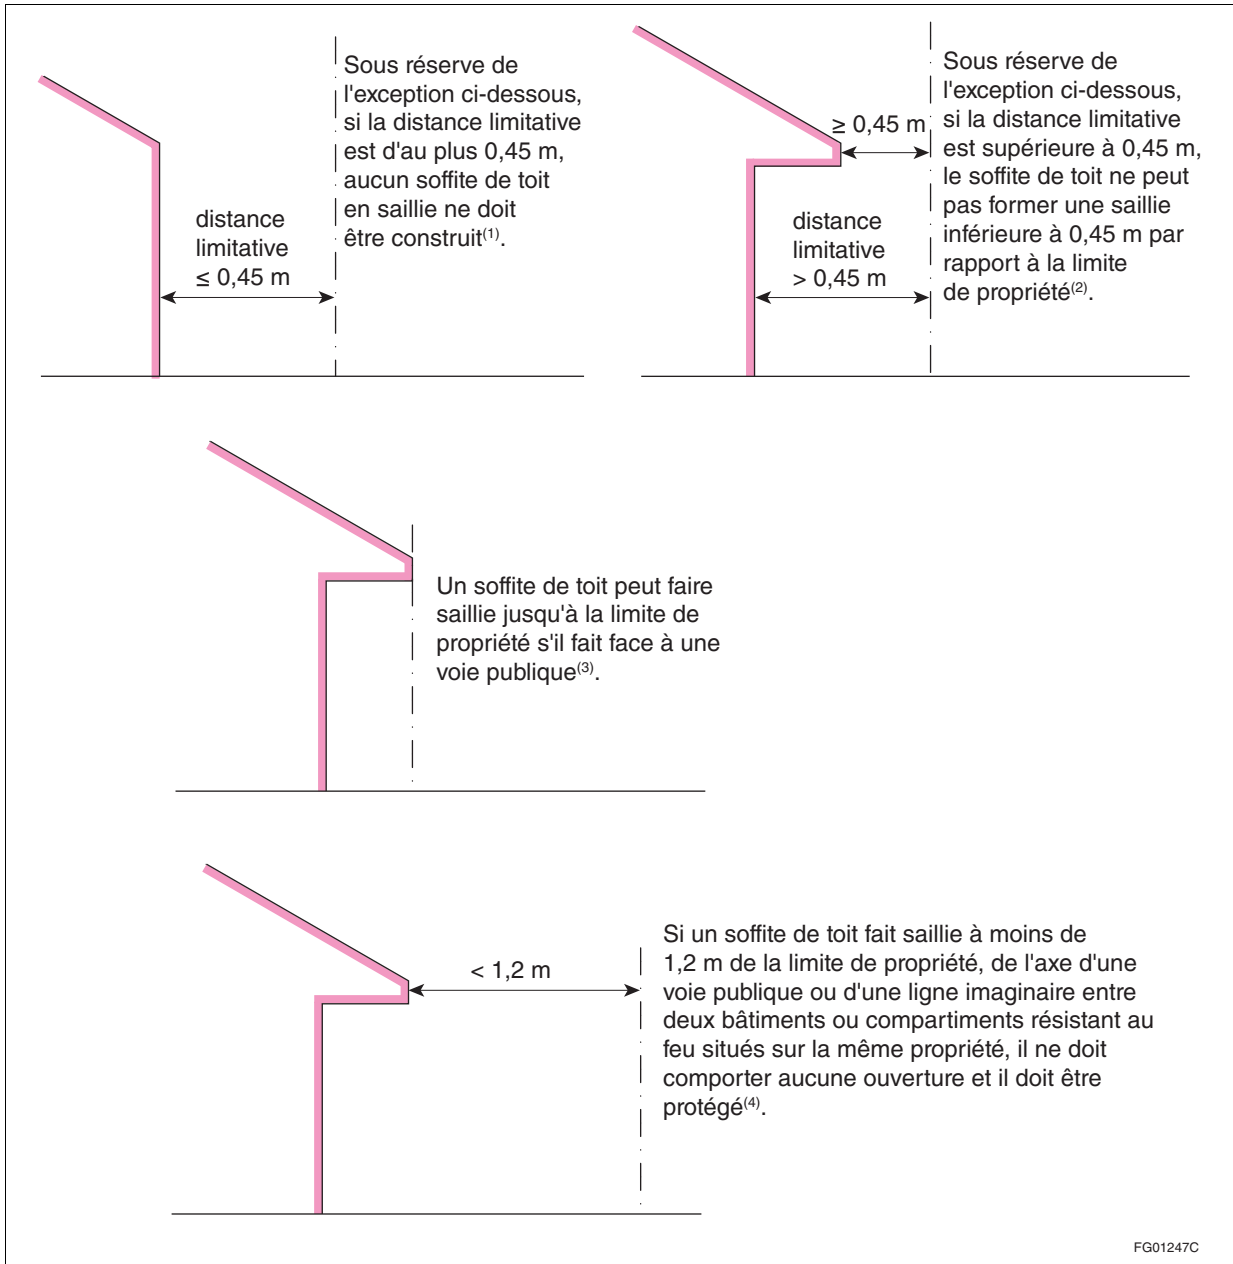 Sous réserve de
l'exception ci-dessous,
si la distance limitative
est d'au plus 0,45 m,
aucun soffite de toit
en saillie ne doit
être construit(1).
distance
limitative
≤ 0,45 m
Sous réserve de
l'exception ci-dessous,
si la distance limitative
est supérieure à 0,45 m,
le soffite de toit ne peut
pas former une saillie
inférieure à 0,45 m par
rapport à la limite
de propriété(2).
≥ 0,45 m
distance
limitative
> 0,45 m
Un soffite de toit peut faire
saillie jusqu'à la limite de
propriété s'il fait face à une
voie publique(3).
< 1,2 m
Si un soffite de toit fait saillie à moins de
1,2 m de la limite de propriété, de l'axe d'une
voie publique ou d'une ligne imaginaire entre
deux bâtiments ou compartiments résistant au
feu situés sur la même propriété, il ne doit
comporter aucune ouverture et il doit être
protégé(4).
FG01247C